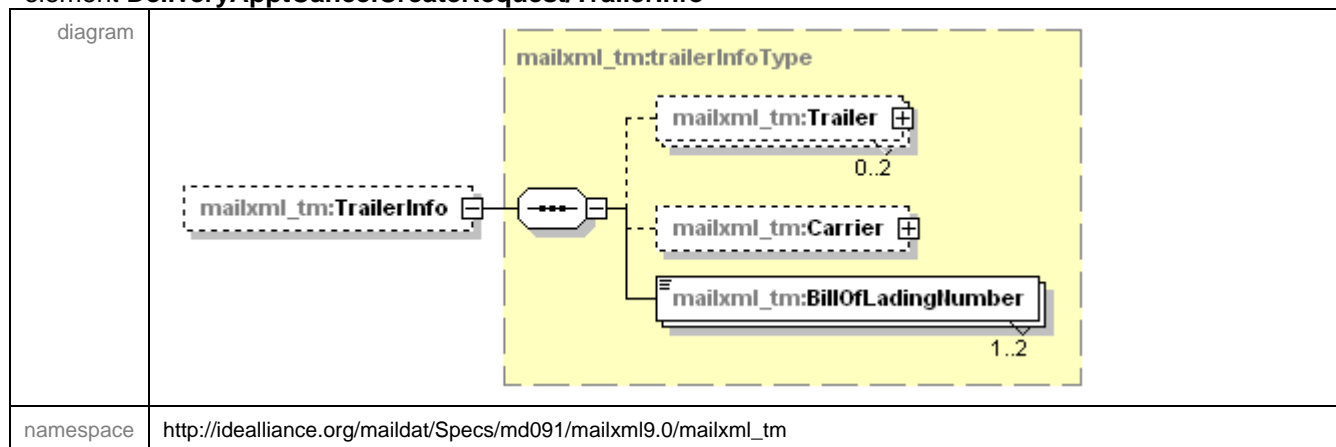 element DeliveryApptCanceICreateRequest/TrailerInfo
diagram
mailxml_tm:trailerInfoType
mailxml_tm:Trailer
0..2
mailxml_tm:TrailerInfo
mailxml_tm:Carrier
mailxml_tm:BillOfLadingNumber
1..2
namespace http://idealliance.org/maildat/Specs/md091/mailxml9.0/mailxml_tm